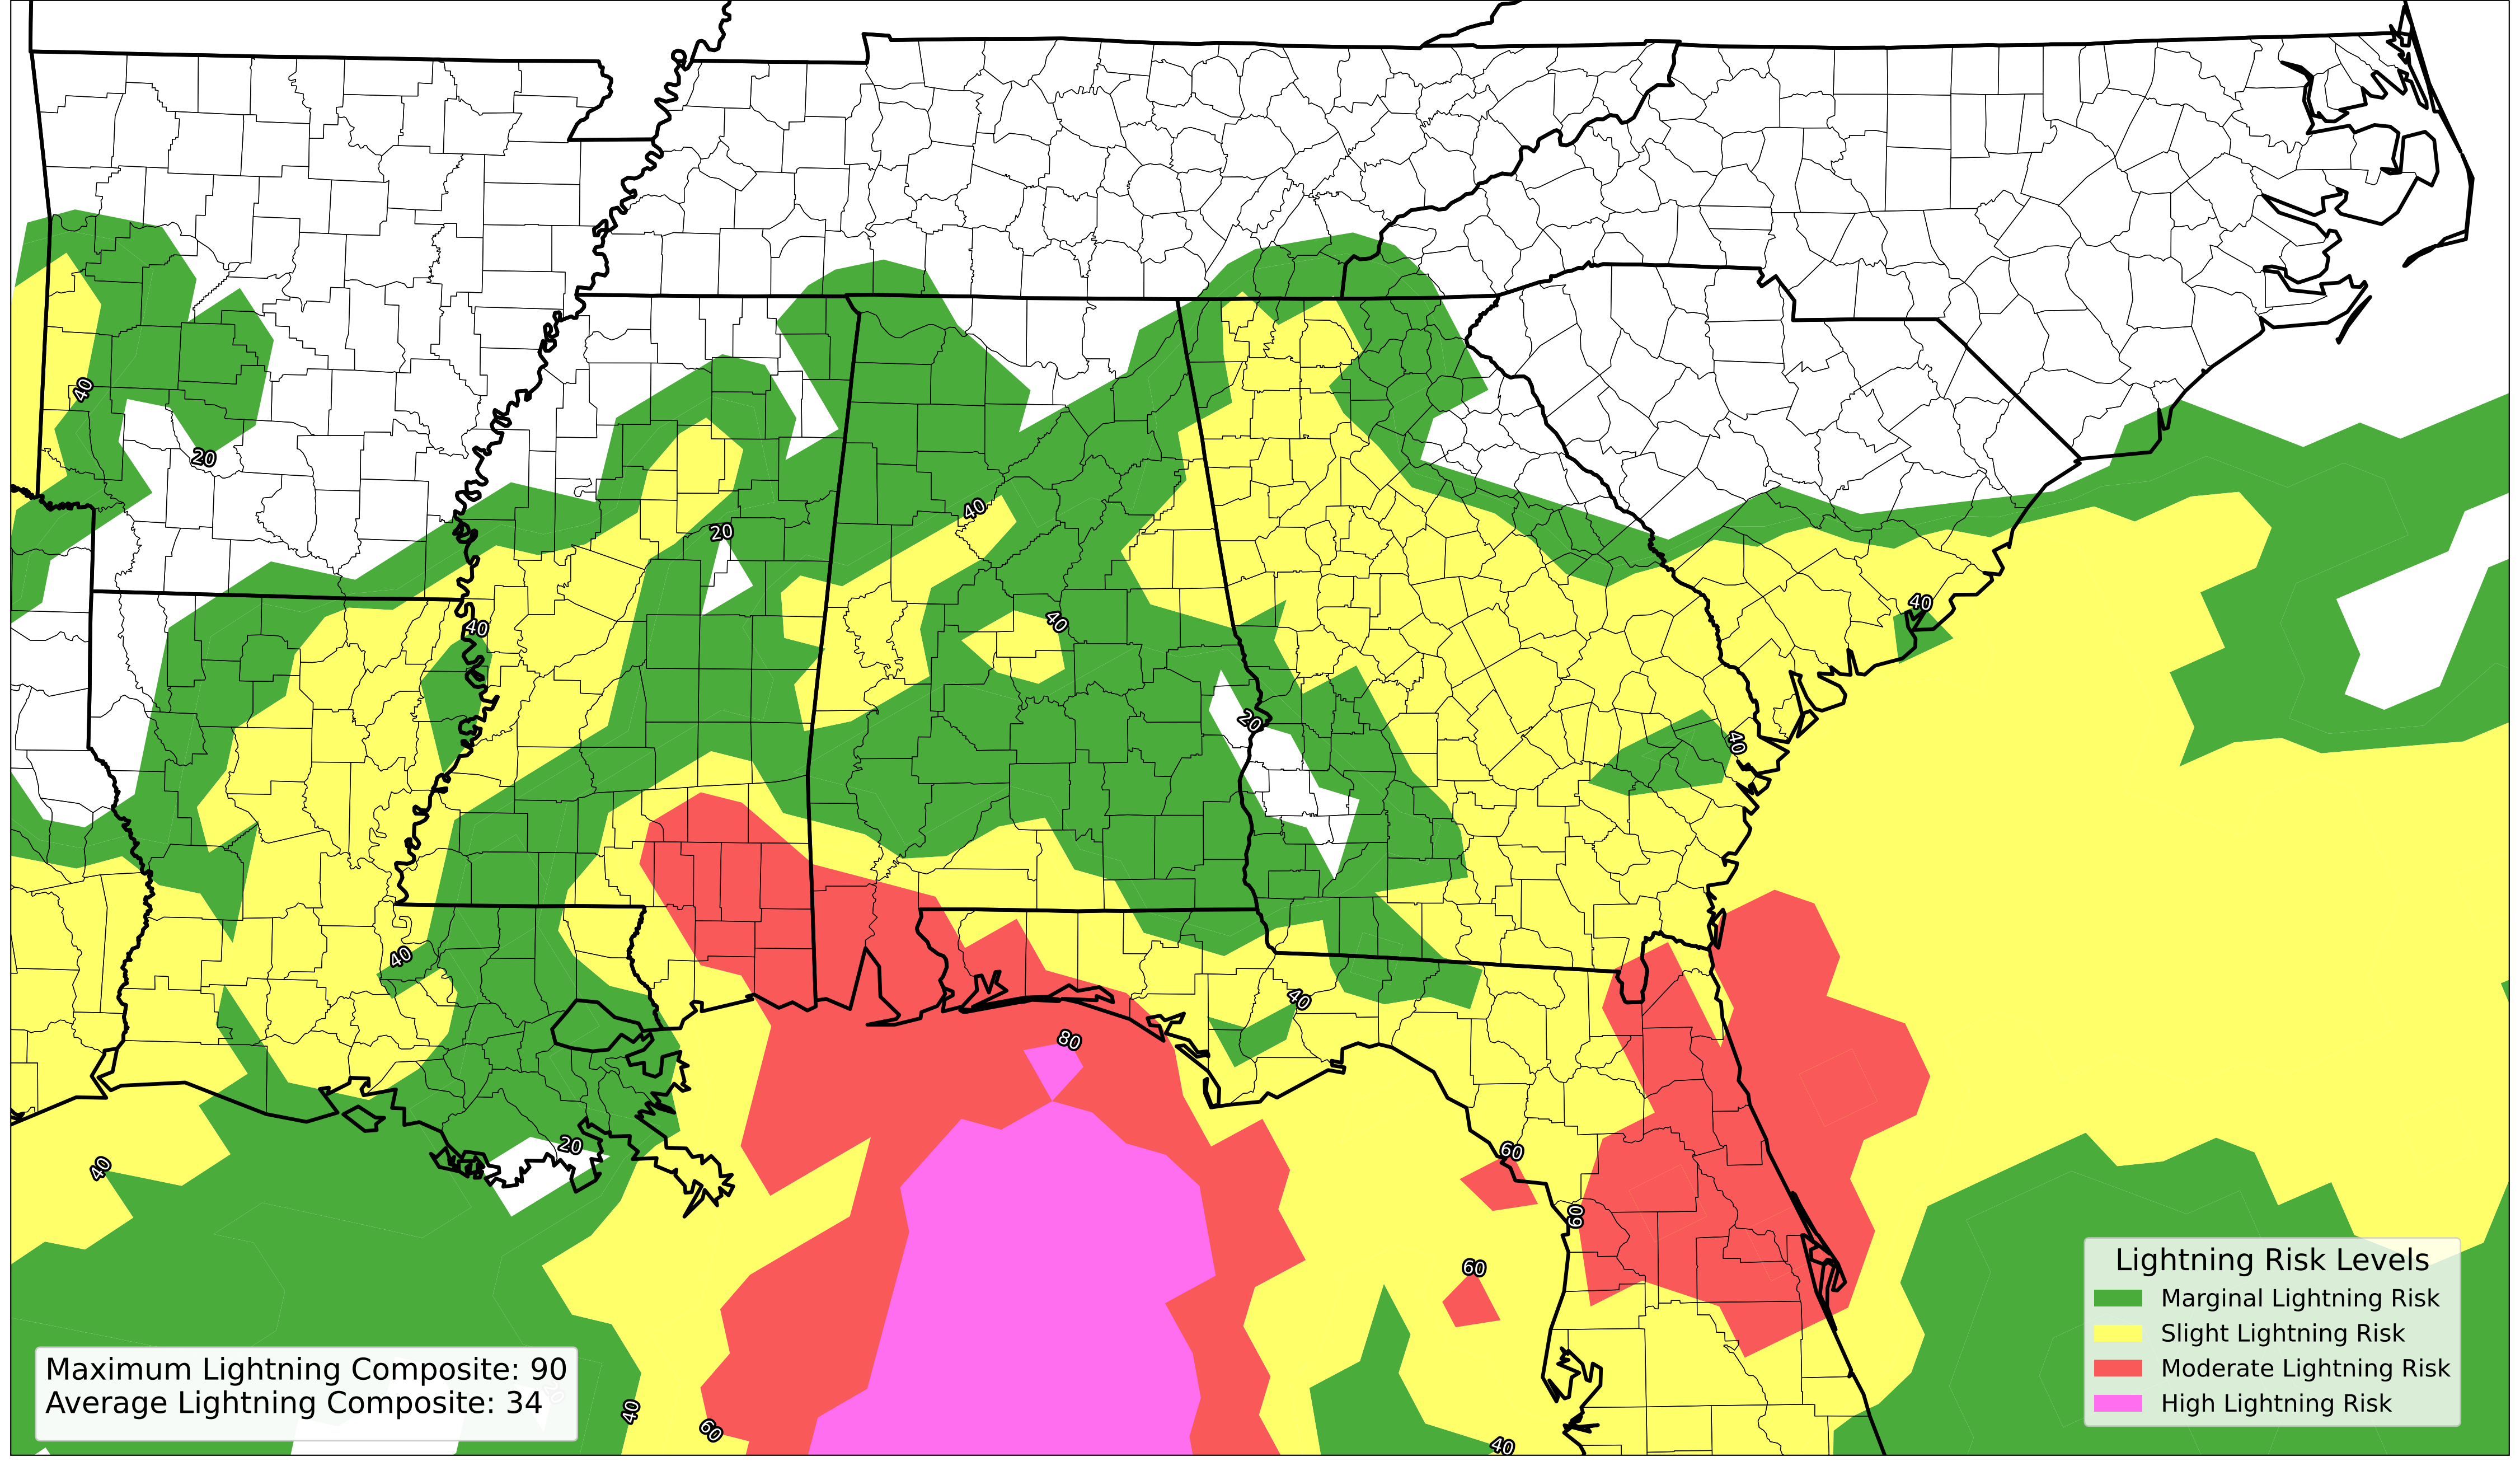 40
20
40
20
40
40
40
20
40
40
40
80
20
60
40
60
60
40
60
40
Lightning Risk Levels
Marginal Lightning Risk
Slight Lightning Risk
Moderate Lightning Risk
High Lightning Risk
Maximum Lightning Composite: 90
Average Lightning Composite: 34